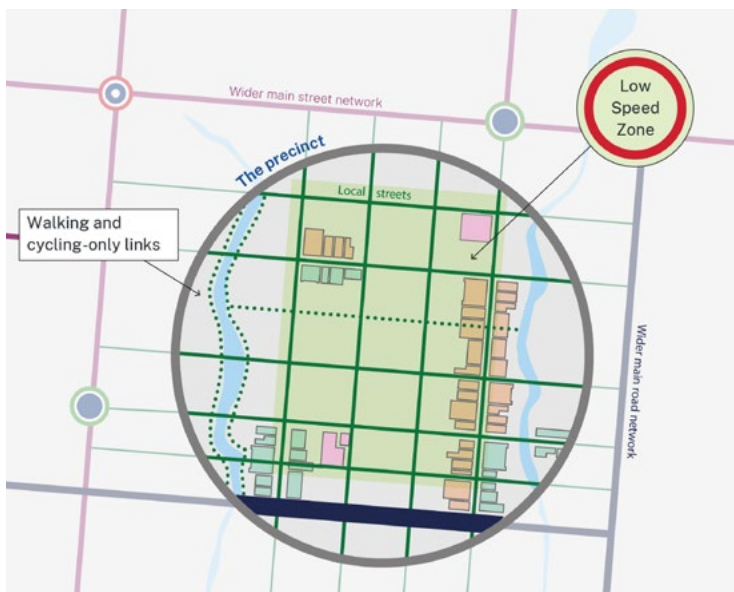 Wider main street network
Low
Speed
Zone
The precinct
Local streets
Walking and
cycling-only links
Wider main road network